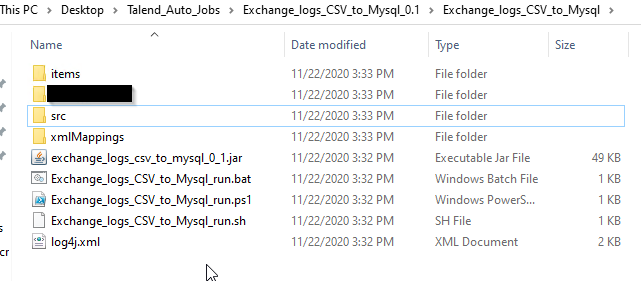 This PC > Desktop > Talend_Auto_Jobs > Exchange_logs_CSV_to_Mysql_0.1 > Exchange_logs_CSV_to_Mysql >
Name Date modified Type Size
items 11/22/2020 3:33 PM File folder
11/22/2020 3:33 PM File folder
src 11/22/2020 3:33 PM File folder
xmlMappings 11/22/2020 3:33 PM File folder
exchange_logs_csv_to_mysql_0_1.jar 11/22/2020 3:32 PM Executable Jar File 49 KB
Exchange_logs_CSV_to_Mysql_run.bat 11/22/2020 3:32 PM Windows Batch File 1 KB
Exchange_logs_CSV_to_Mysql_run.ps1 11/22/2020 3:32 PM Windows PowerS... 1 KB
Exchange_logs_CSV_to_Mysql_run.sh 11/22/2020 3:32 PM SH File 1 KB
log4j.xml 11/22/2020 3:32 PM XML Document 2 KB
s
cr